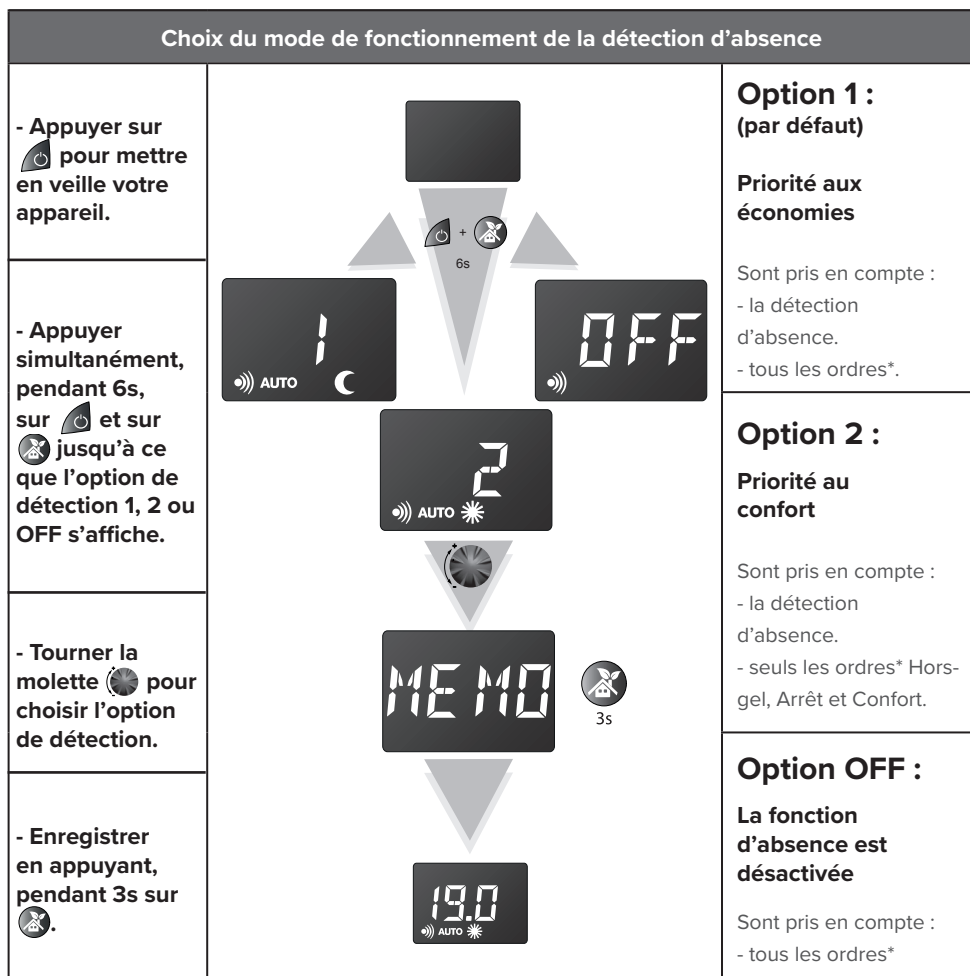 Choix du mode de fonctionnement de la détection d'absence
- Appuyer sur
pour mettre
en veille votre
appareil.
- Appuyer
simultanément,
pendant 6s,
sur et sur
jusqu'à ce
que l'option de
détection 1, 2 ou
OFF s'affiche.
- Tourner la
molette pour
choisir l'option
de détection.
- Enregistrer
en appuyant,
pendant 3s sur
.
+
6s
1
AUTO
OFF
2
AUTO
+
-
MEMO
3s
19.0
AUTO
Option 1 :
(par défaut)
Priorité aux
économies
Sont pris en compte :
- la détection
d'absence.
- tous les ordres*.
Option 2 :
Priorité au
confort
Sont pris en compte :
- la détection
d'absence.
- seuls les ordres* Hors-
gel, Arrêt et Confort.
Option OFF :
La fonction
d'absence est
désactivée
Sont pris en compte :
- tous les ordres*